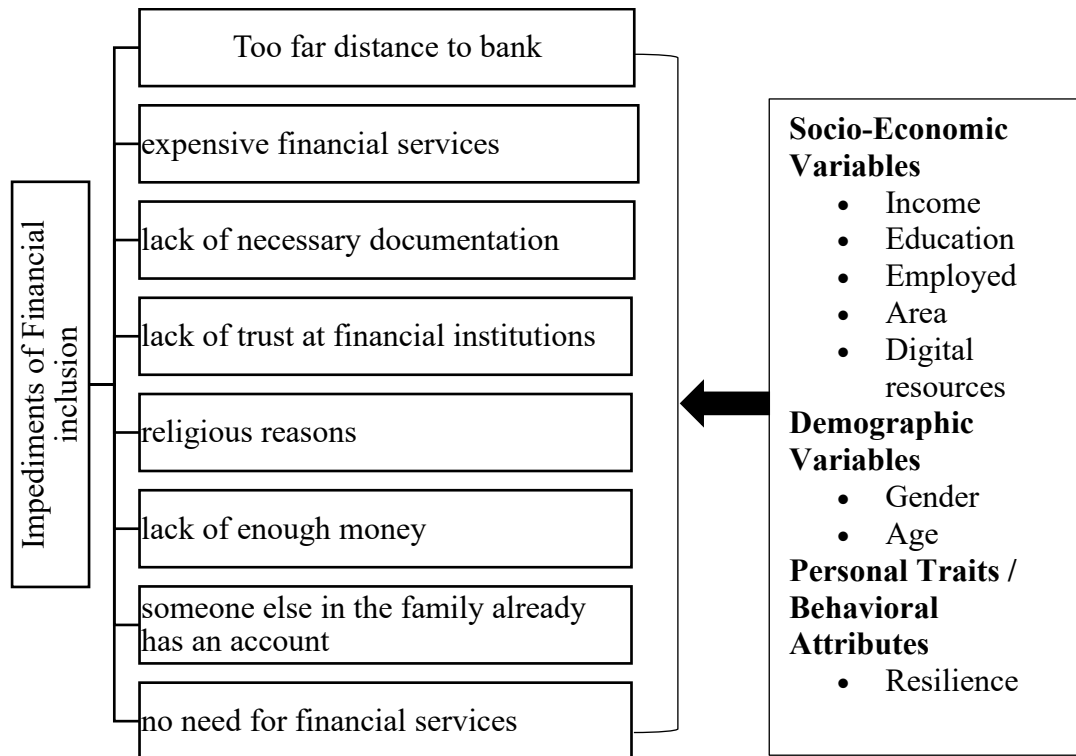 Impediments of Financial
inclusion
Too far distance to bank
expensive financial services
lack of necessary documentation
lack of trust at financial institutions
religious reasons
lack of enough money
someone else in the family already
has an account
no need for financial services
Socio-Economic
Variables
• Income
• Education
• Employed
• Area
• Digital
resources
Demographic
Variables
• Gender
• Age
Personal Traits /
Behavioral
Attributes
• Resilience